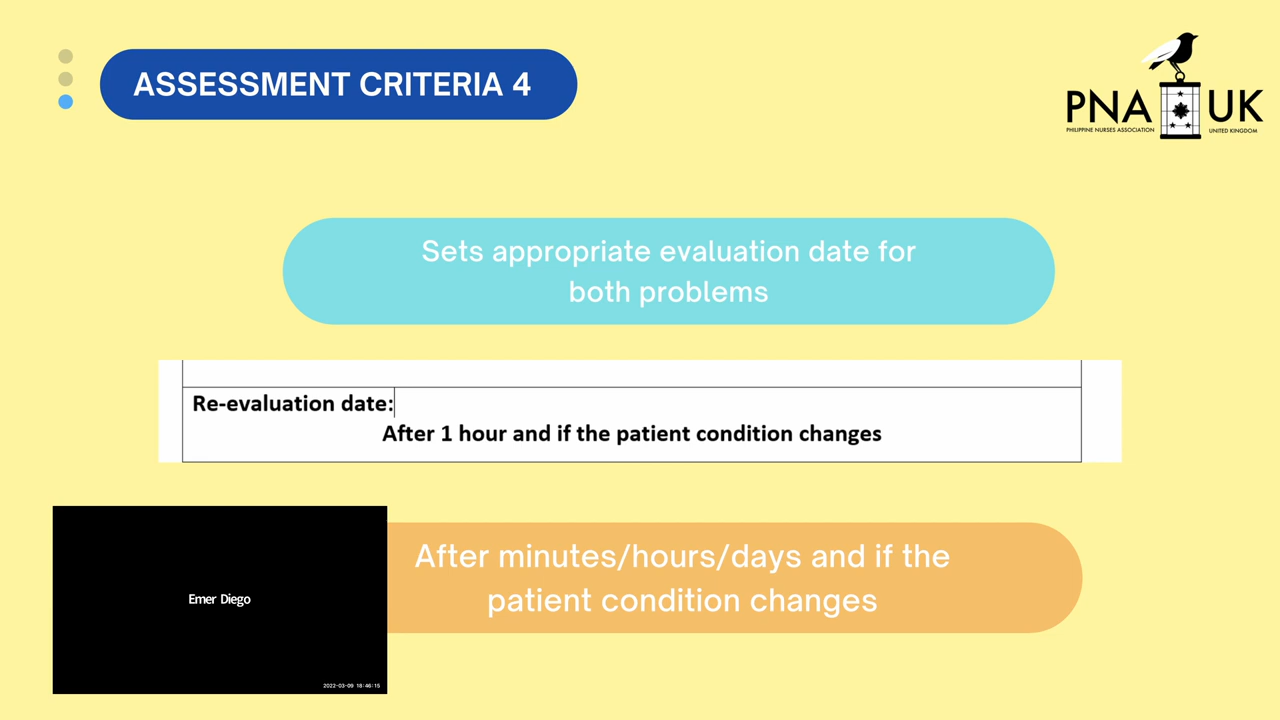 ASSESSMENT CRITERIA 4
PNA UK
PHILIPPINE NURSES ASSOCIATION UNITED KINGDOM
Sets appropriate evaluation date for
both problems
Re-evaluation date:
After 1 hour and if the patient condition changes
After minutes/hours/days and if the
patient condition changes
Emer Diego
2022-03-09 18:46:15